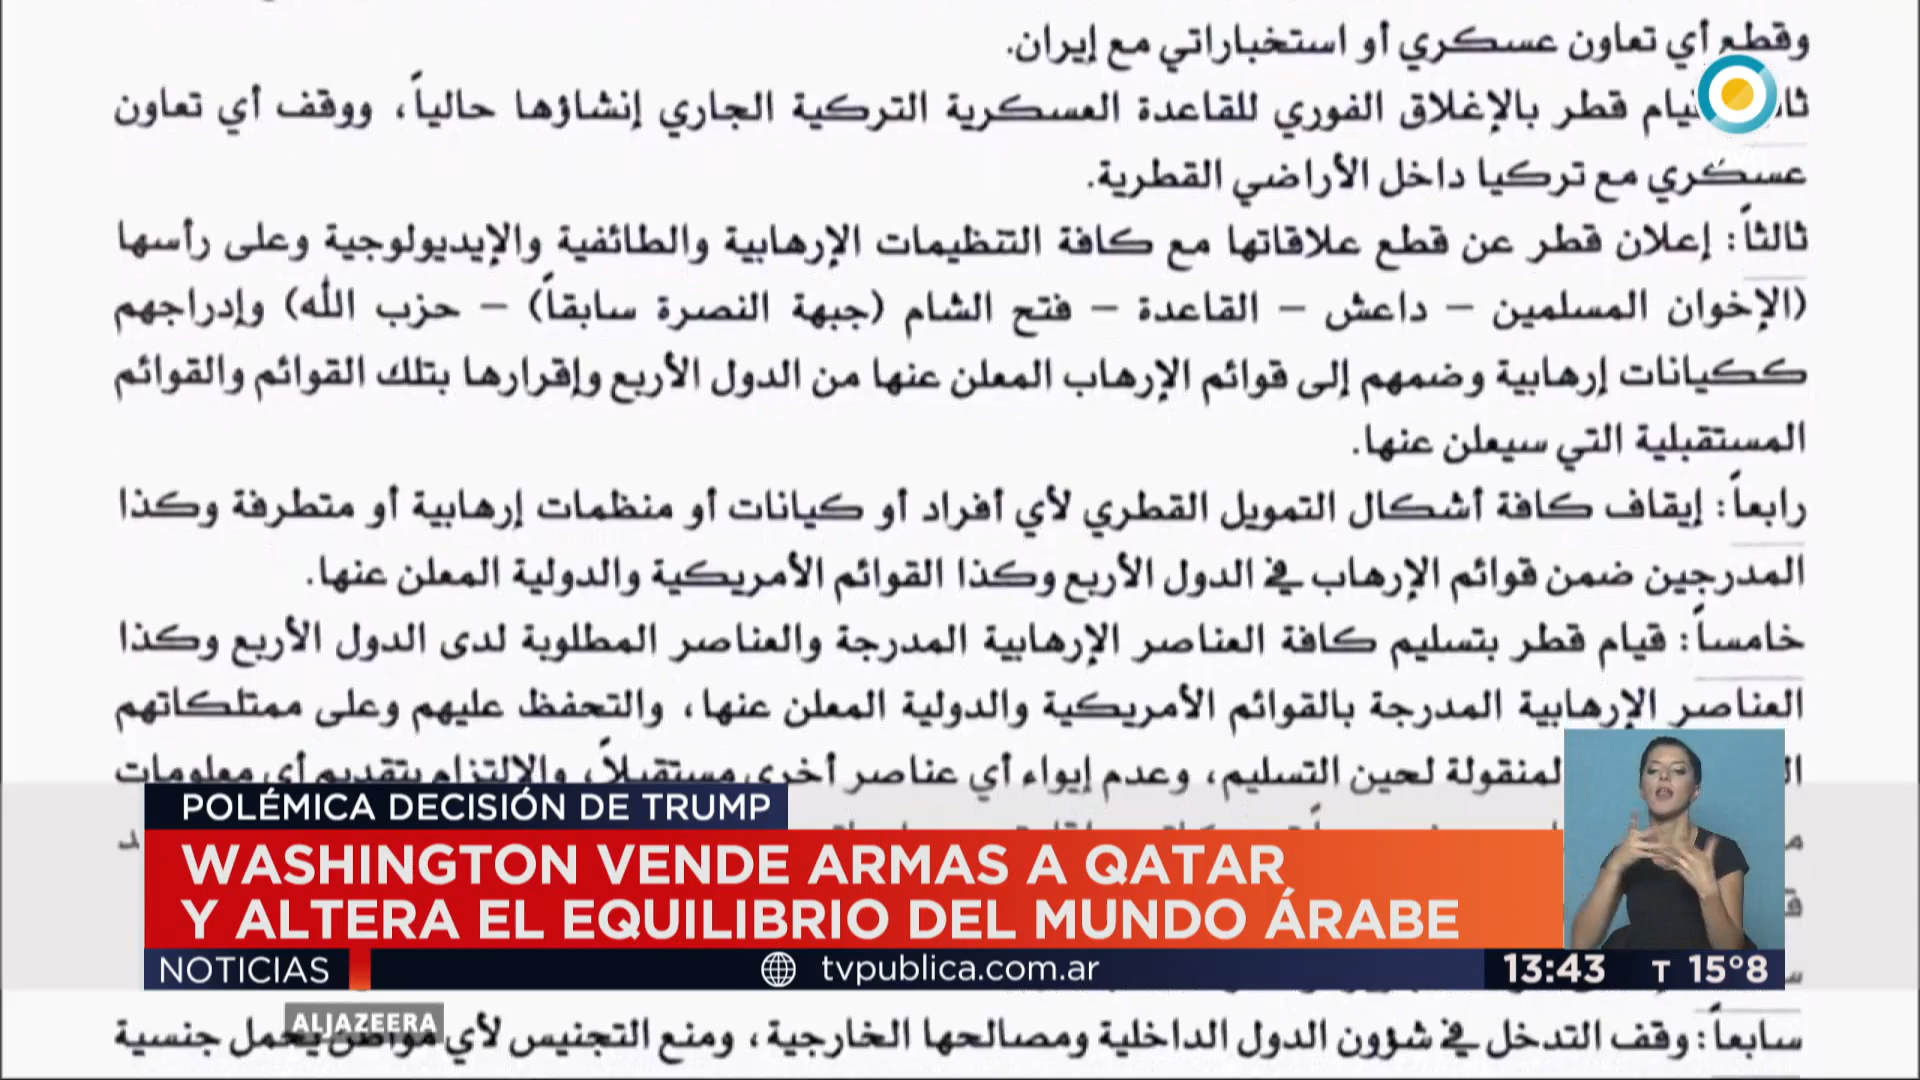 وقطع أي تعاون عسكري أو استخباراتي مع إيران.
قطر بالإغلاق الفوري للقاعدة العسكرية التركية الجاري إنشاؤها حالياً، ووقف أي تعاون
عسكري مع تركيا داخل الأراضي القطرية.
ثالثاً: إعلان قطر عن قطع علاقاتها مع كافة التنظيمات الإرهابية والطائفية والإيديولوجية وعلى رأسها
(الإخوان المسلمين – داعش – القاعدة – فتح الشام (جبهة النصرة سابقاً) – حزب الله) وإدراجهم
ككيانات إرهابية وضمهم إلى قوائم الإرهاب المعلن عنها من الدول الأربع وإقرارها بتلك القوائم والقوائم
المستقبلية التي سيعلن عنها.
رابعاً: إيقاف كافة أشكال التمويل القطري لأي أفراد أو كيانات أو منظمات إرهابية أو متطرفة وكذا
المدرجين ضمن قوائم الإرهاب في الدول الأربع وكذا القوائم الأمريكية والدولية المعلن عنها.
خامساً: قيام قطر بتسليم كافة العناصر الإرهابية المدرجة والعناصر المطلوبة لدى الدول الأربع وكذا
العناصر الإرهابية المدرجة بالقوائم الأمريكية والدولية المعلن عنها، والتحفظ عليهم وعلى ممتلكاتهم
لمنقولة لحين التسليم، وعدم إيواء أي عناصر أخرى مستقبلاً، والالتزام بتقديم أي معلومات
POLÉMICA DECISIÓN DE TRUMP
WASHINGTON VENDE ARMAS A QATAR
Y ALTERA EL EQUILIBRIO DEL MUNDO ÁRABE
NOTICIAS tvpublica.com.ar 13:43 T 15°8
ALJAZEERA
سابعاً: وقف التدخل في شؤون الدول الداخلية ومصالحها الخارجية، ومنع التجنيس لأي مواطن يحمل جنسية